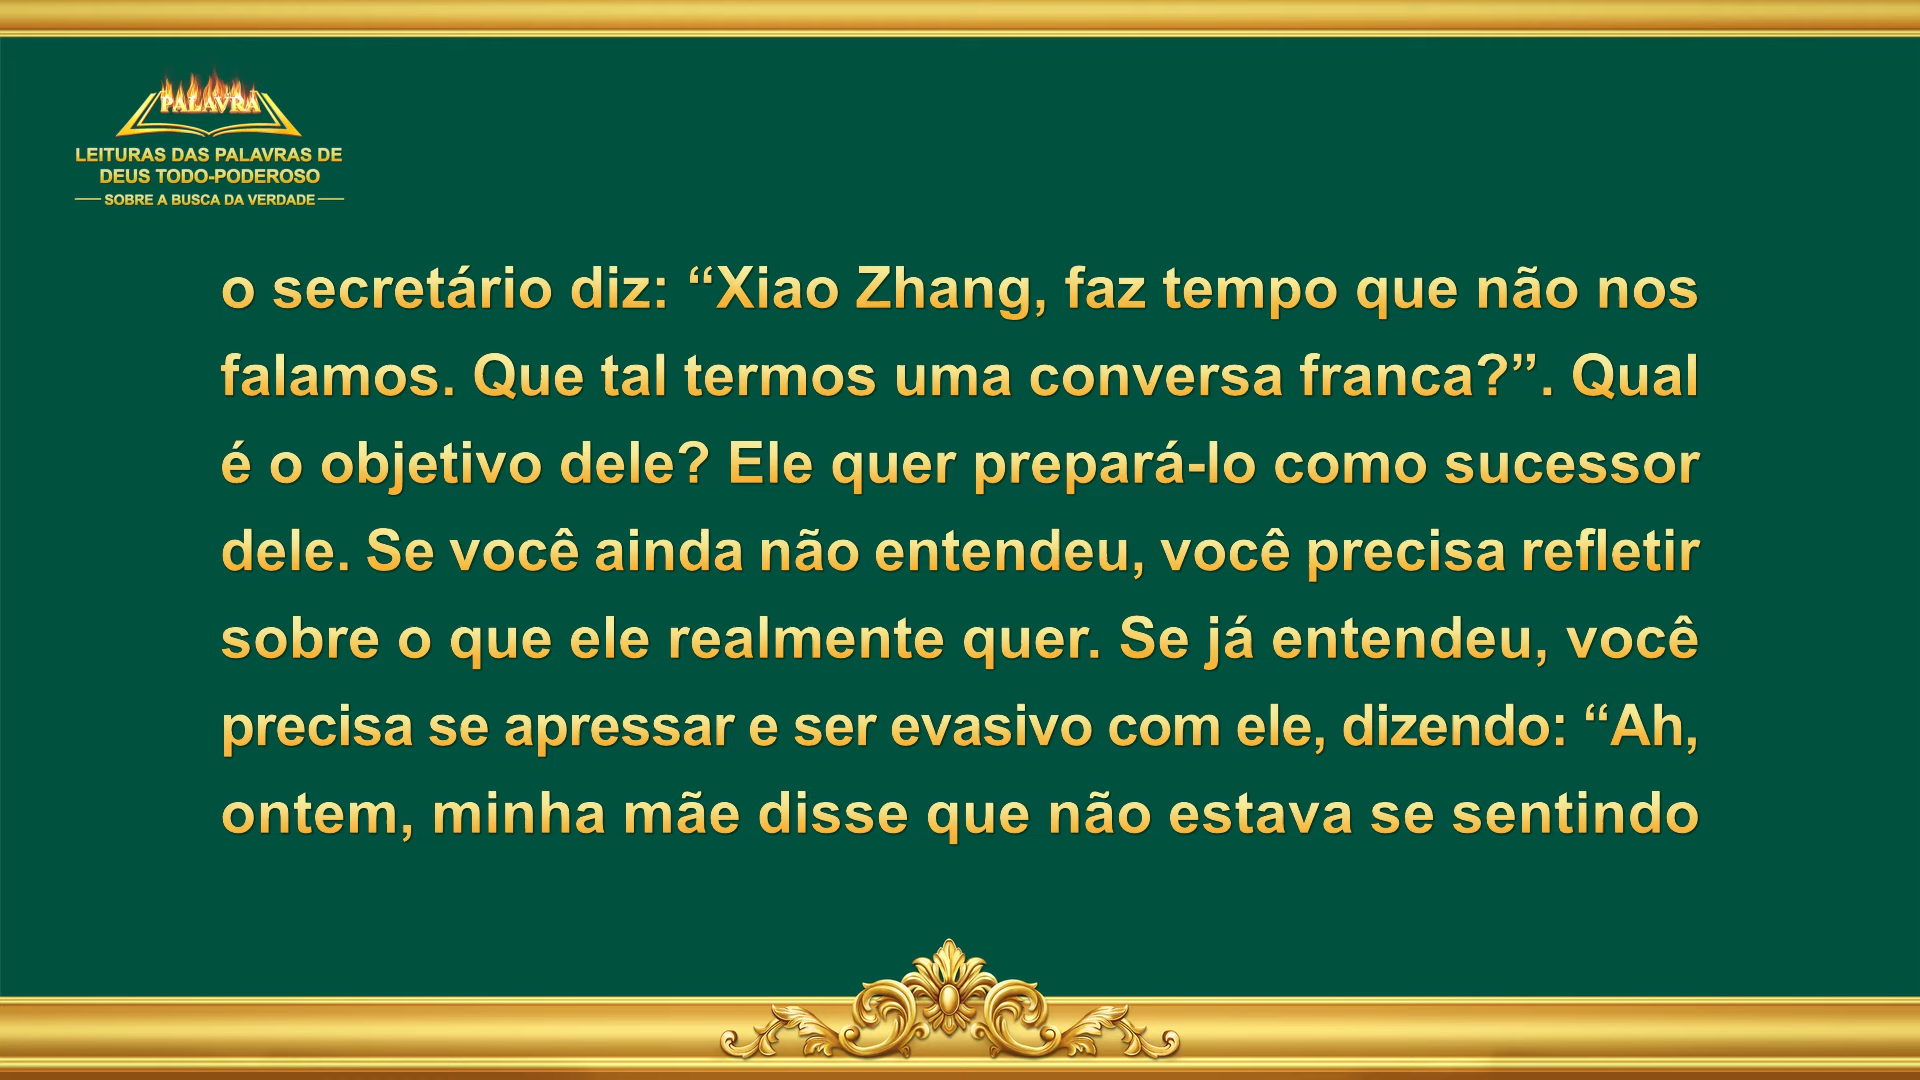 PALAVRA
LEITURAS DAS PALAVRAS DE
DEUS TODO-PODEROSO
SOBRE A BUSCA DA VERDADE
o secretário diz: “Xiao Zhang, faz tempo que não nos
falamos. Que tal termos uma conversa franca?”. Qual
é o objetivo dele? Ele quer prepará-lo como sucessor
dele. Se você ainda não entendeu, você precisa refletir
sobre o que ele realmente quer. Se já entendeu, você
precisa se apressar e ser evasivo com ele, dizendo: “Ah,
ontem, minha mãe disse que não estava se sentindo